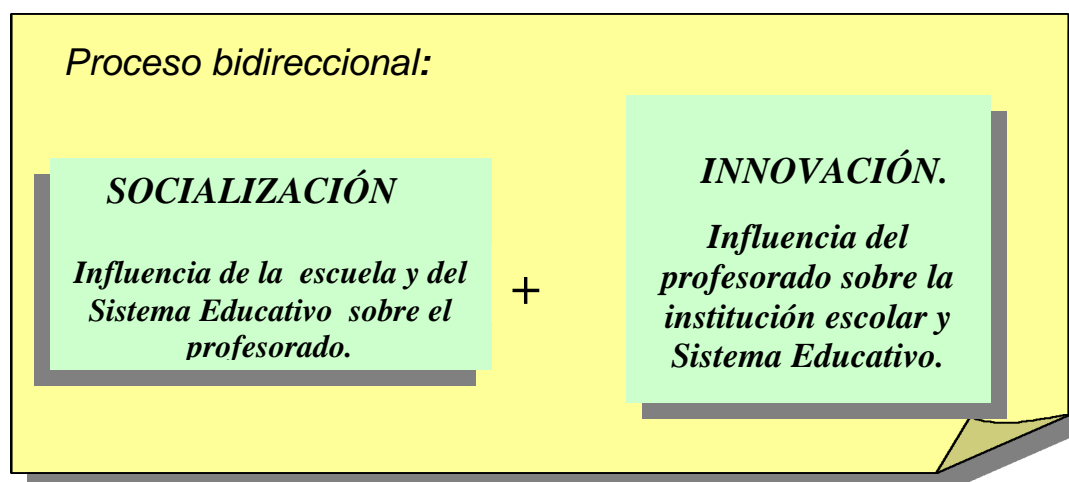 Proceso bidireccional:
SOCIALIZACIÓN
Influencia de la escuela y del
Sistema Educativo sobre el
profesorado.
+
INNOVACIÓN.
Influencia del
profesorado sobre la
institución escolar y
Sistema Educativo.